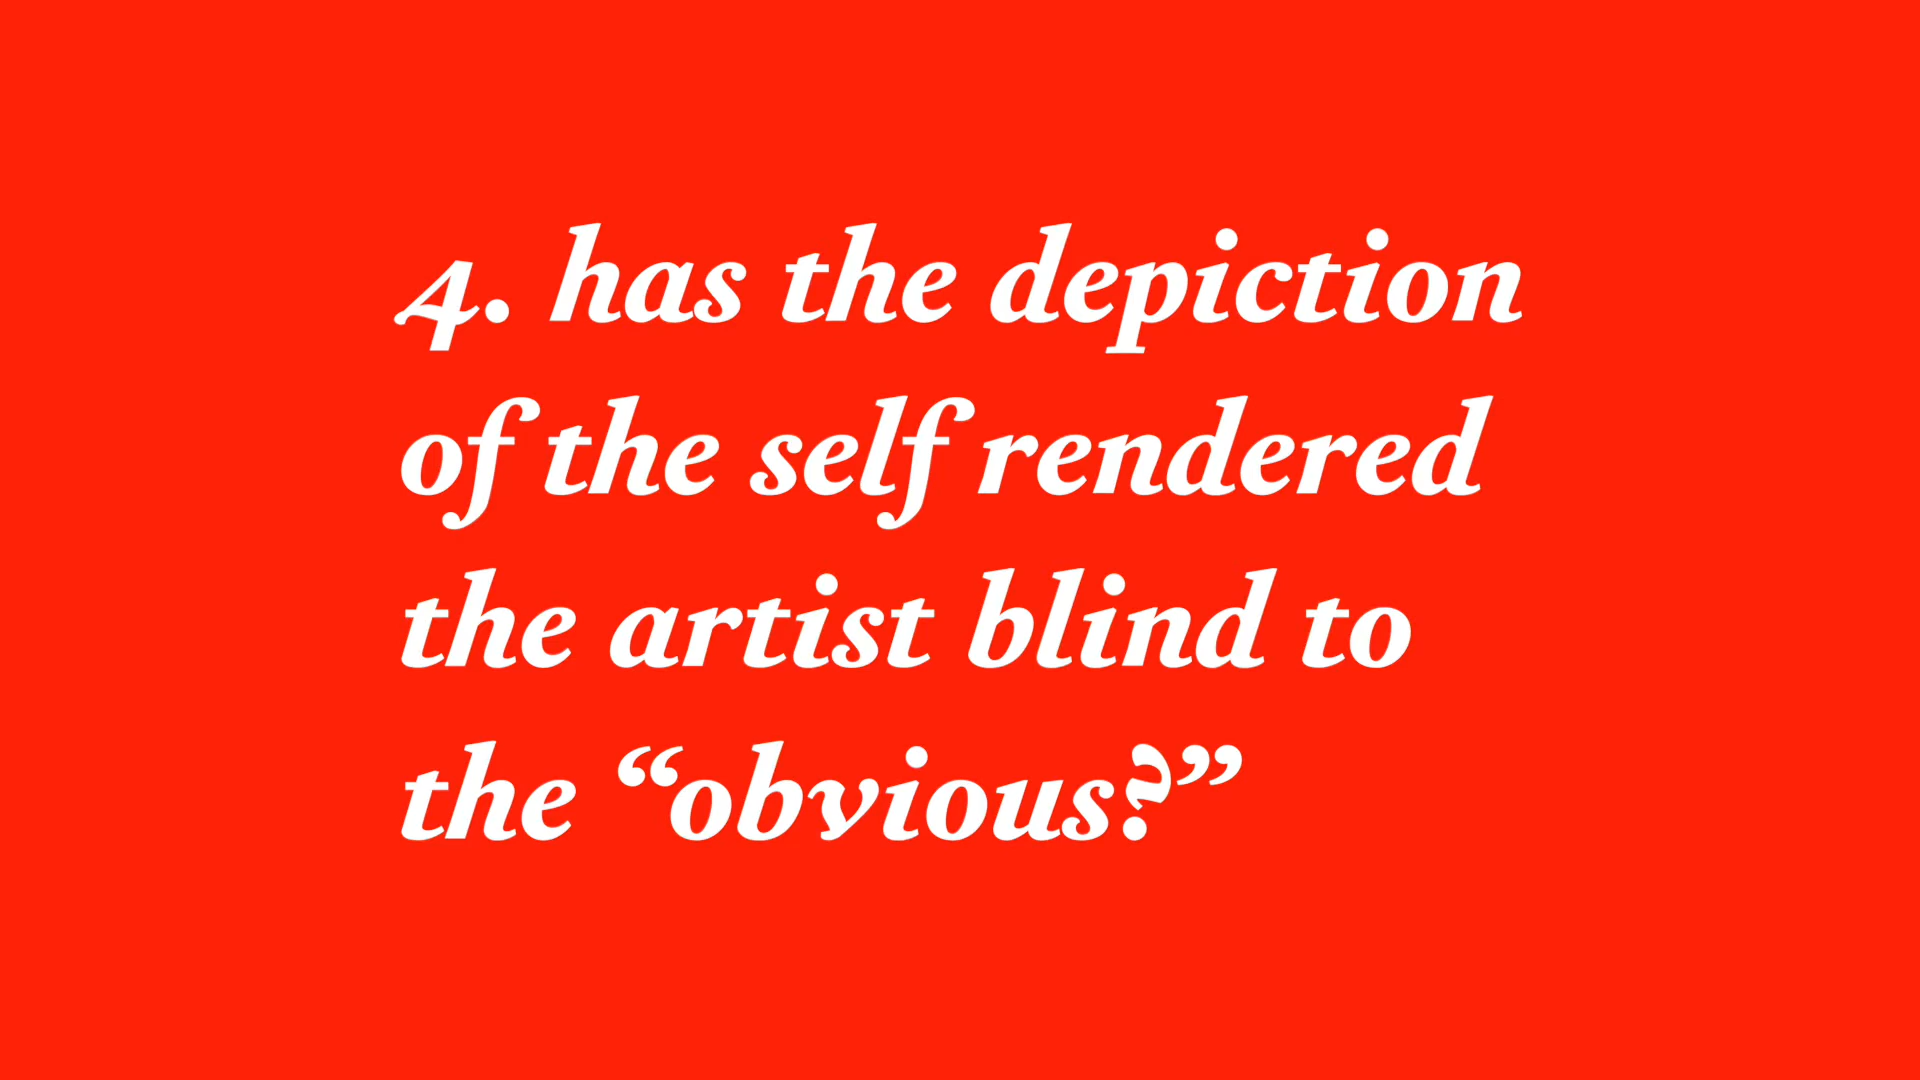 4. has the depiction
of the self rendered
the artist blind to
the “obvious?”